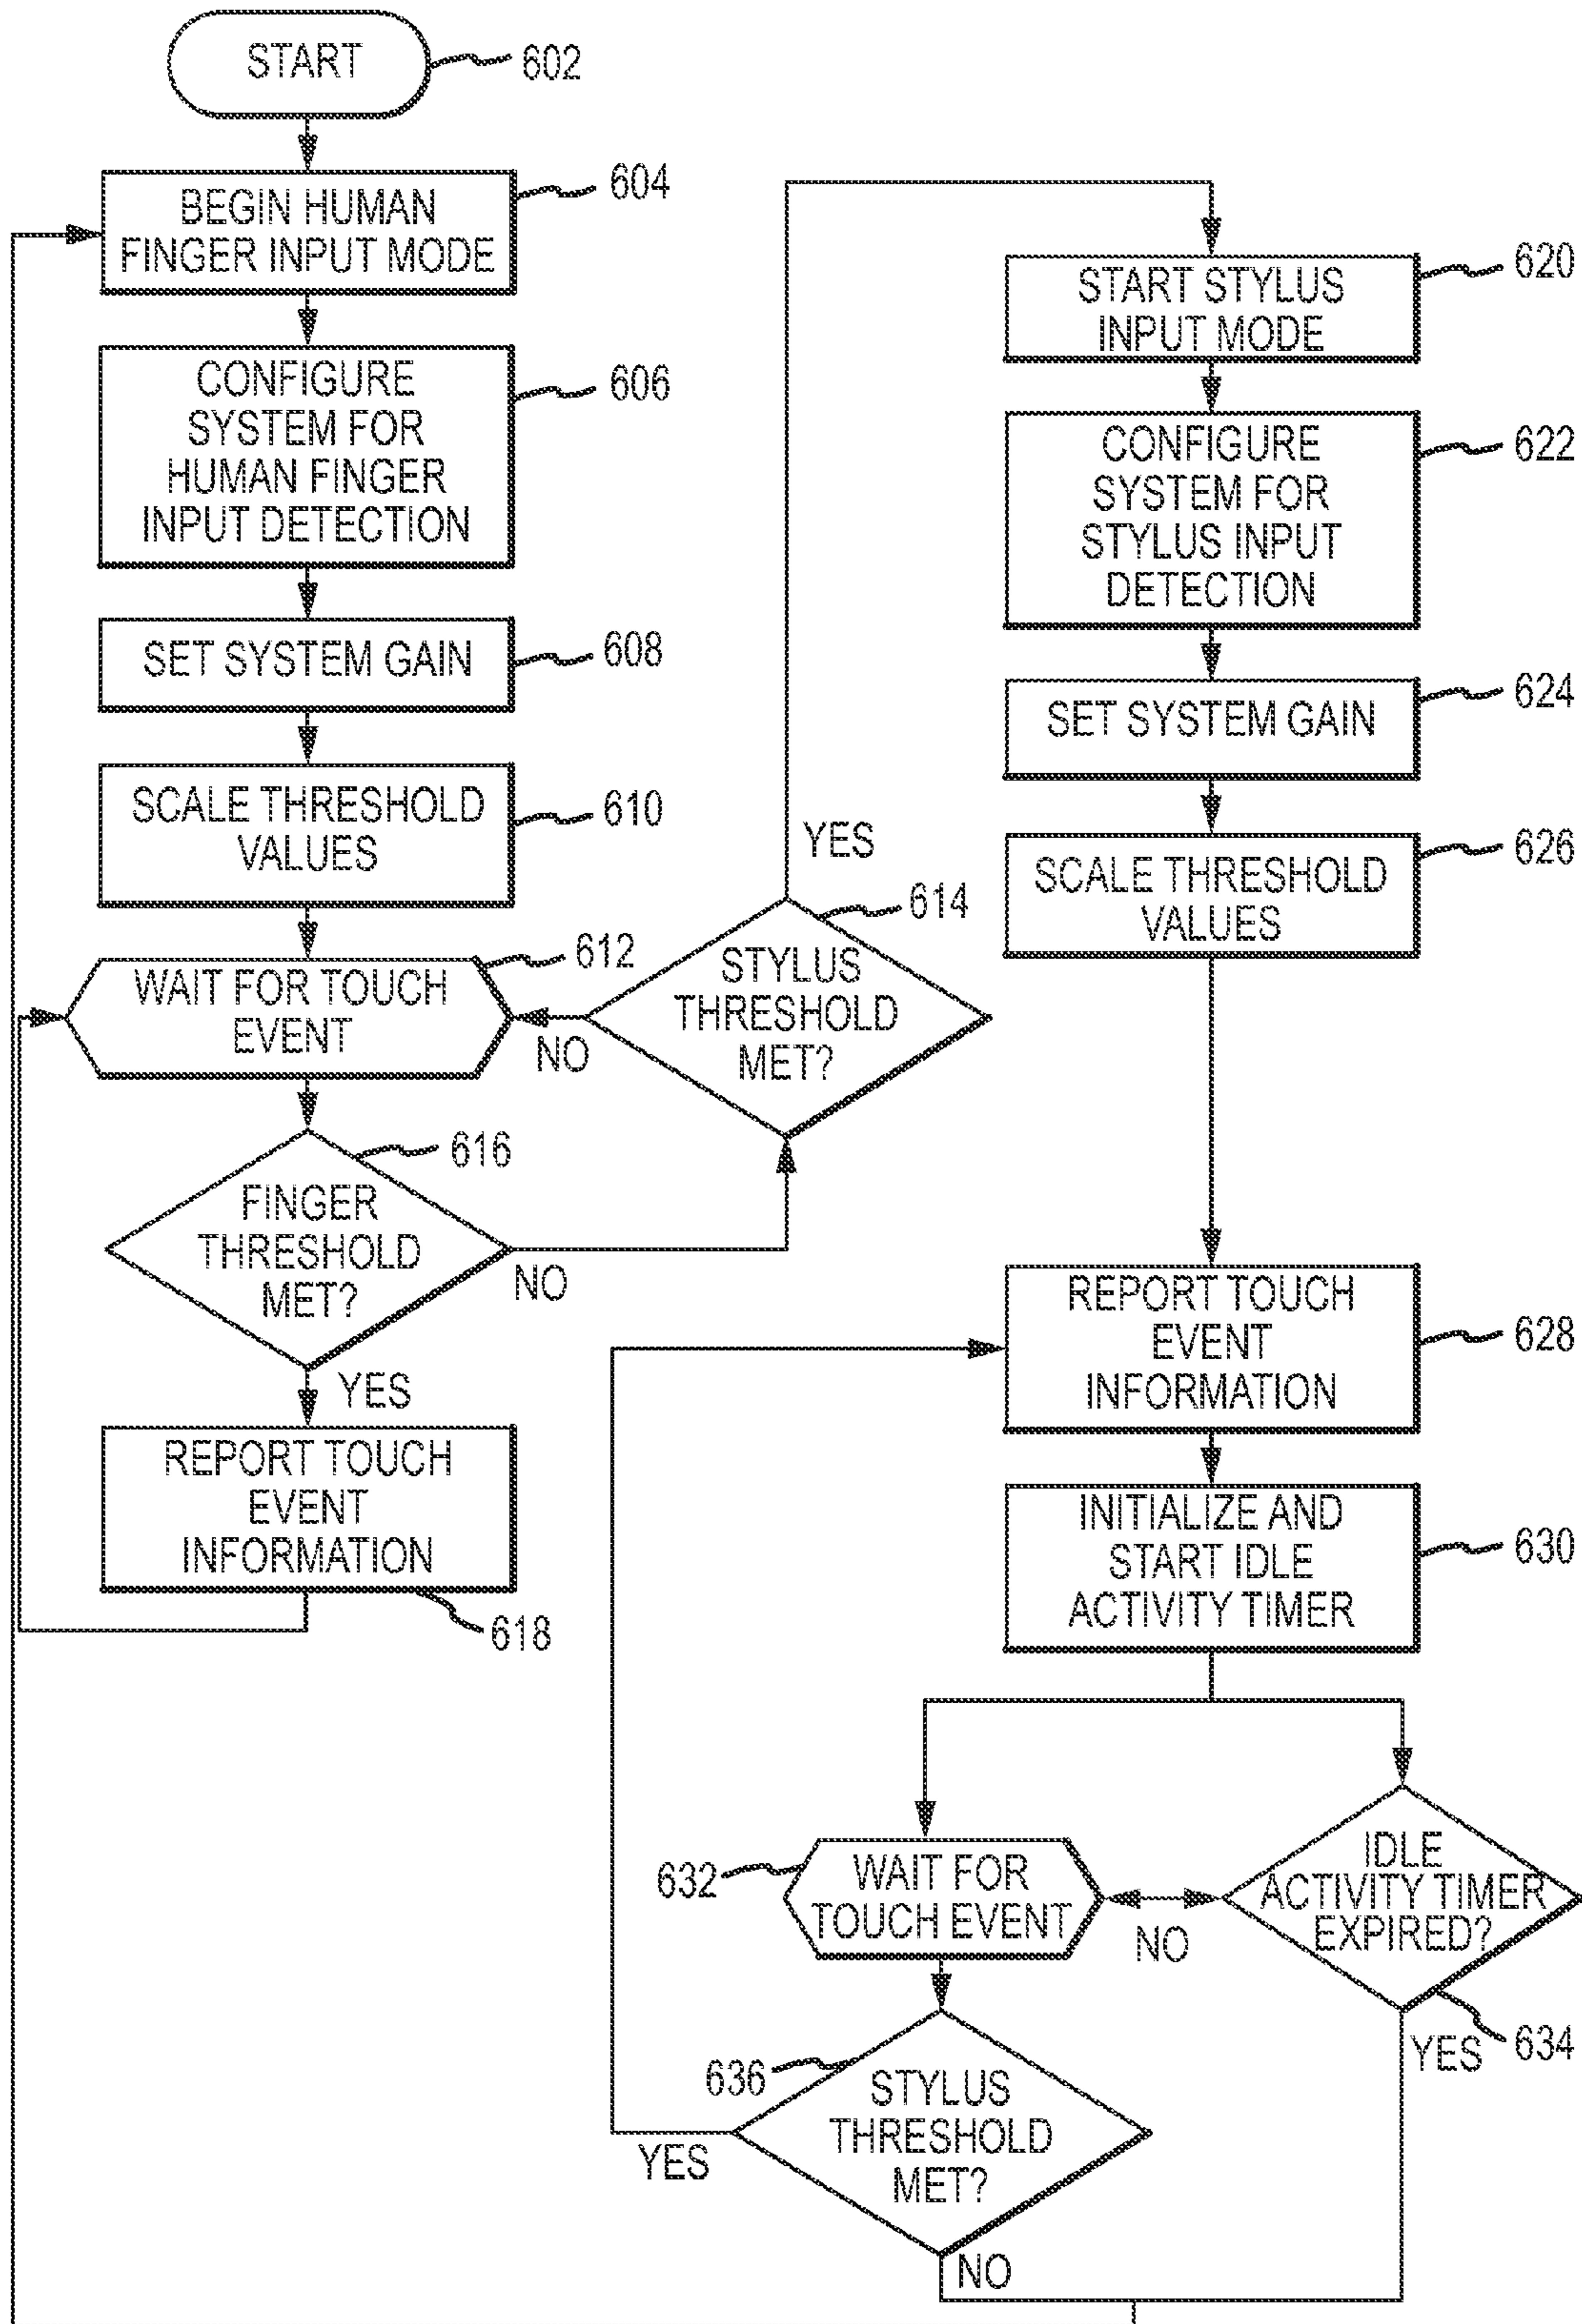 START
602
BEGIN HUMAN
FINGER INPUT MODE
604
CONFIGURE
SYSTEM FOR
HUMAN FINGER
INPUT DETECTION
606
SET SYSTEM GAIN
608
SCALE THRESHOLD
VALUES
610
WAIT FOR TOUCH
EVENT
612
FINGER
THRESHOLD
MET?
616
NO
YES
REPORT TOUCH
EVENT
INFORMATION
618
STYLUS
THRESHOLD
MET?
614
NO
YES
START STYLUS
INPUT MODE
620
CONFIGURE
SYSTEM FOR
STYLUS INPUT
DETECTION
622
SET SYSTEM GAIN
624
SCALE THRESHOLD
VALUES
626
REPORT TOUCH
EVENT
INFORMATION
628
INITIALIZE AND
START IDLE
ACTIVITY TIMER
630
632
WAIT FOR
TOUCH EVENT
NO
IDLE
ACTIVITY TIMER
EXPIRED?
634
YES
636
STYLUS
THRESHOLD
MET?
YES
NO